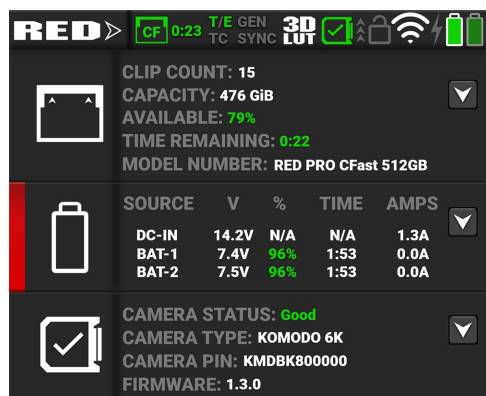 RED
CF 0:23 T/E GEN 3D
TC SYNC LUT
CLIP COUNT: 15
CAPACITY: 476 GiB
AVAILABLE: 79%
TIME REMAINING: 0:22
MODEL NUMBER: RED PRO CFast 512GB
SOURCE V % TIME AMPS
DC-IN 14.2V N/A N/A 1.3A
BAT-1 7.4V 96% 1:53 0.0A
BAT-2 7.5V 96% 1:53 0.0A
CAMERA STATUS: Good
CAMERA TYPE: KOMODO 6K
CAMERA PIN: KMDBK800000
FIRMWARE: 1.3.0